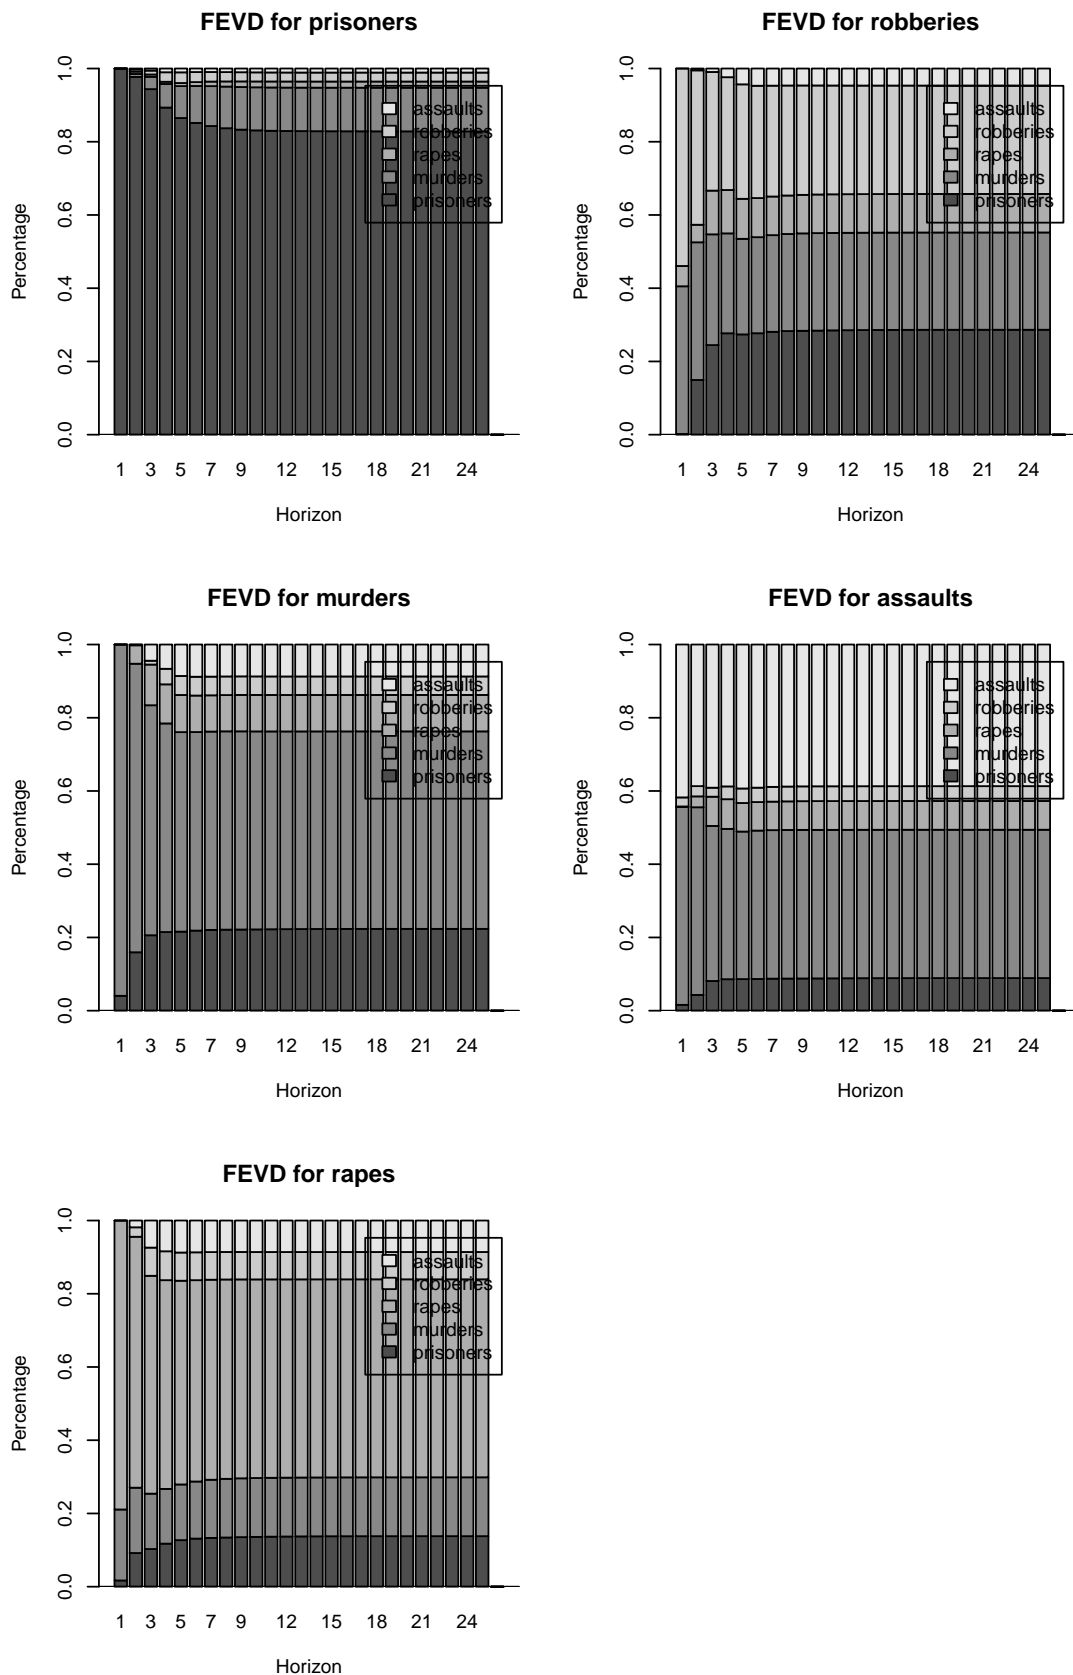 FEVD for prisoners
Percentage
1.0
0.8
0.6
0.4
0.2
0.0
assaults
robberies
rapes
murders
prisoners
1 3 5 7 9 12 15 18 21 24
Horizon
FEVD for robberies
Percentage
1.0
0.8
0.6
0.4
0.2
0.0
assaults
robberies
rapes
murders
prisoners
1 3 5 7 9 12 15 18 21 24
Horizon
FEVD for murders
Percentage
1.0
0.8
0.6
0.4
0.2
0.0
assaults
robberies
rapes
murders
prisoners
1 3 5 7 9 12 15 18 21 24
Horizon
FEVD for assaults
Percentage
1.0
0.8
0.6
0.4
0.2
0.0
assaults
robberies
rapes
murders
prisoners
1 3 5 7 9 12 15 18 21 24
Horizon
FEVD for rapes
Percentage
1.0
0.8
0.6
0.4
0.2
0.0
assaults
robberies
rapes
murders
prisoners
1 3 5 7 9 12 15 18 21 24
Horizon